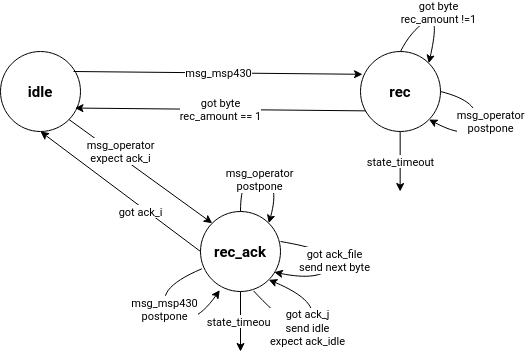 got byte
rec_amount !=1
msg_msp430
idle
rec
got byte
rec_amount == 1
msg_operator
postpone
msg_operator
expect ack_i
state_timeout
msg_operator
postpone
got ack_i
rec_ack
got ack_file
send next byte
msg_msp430
postpone
state_timeou
got ack_j
send idle
expect ack_idle